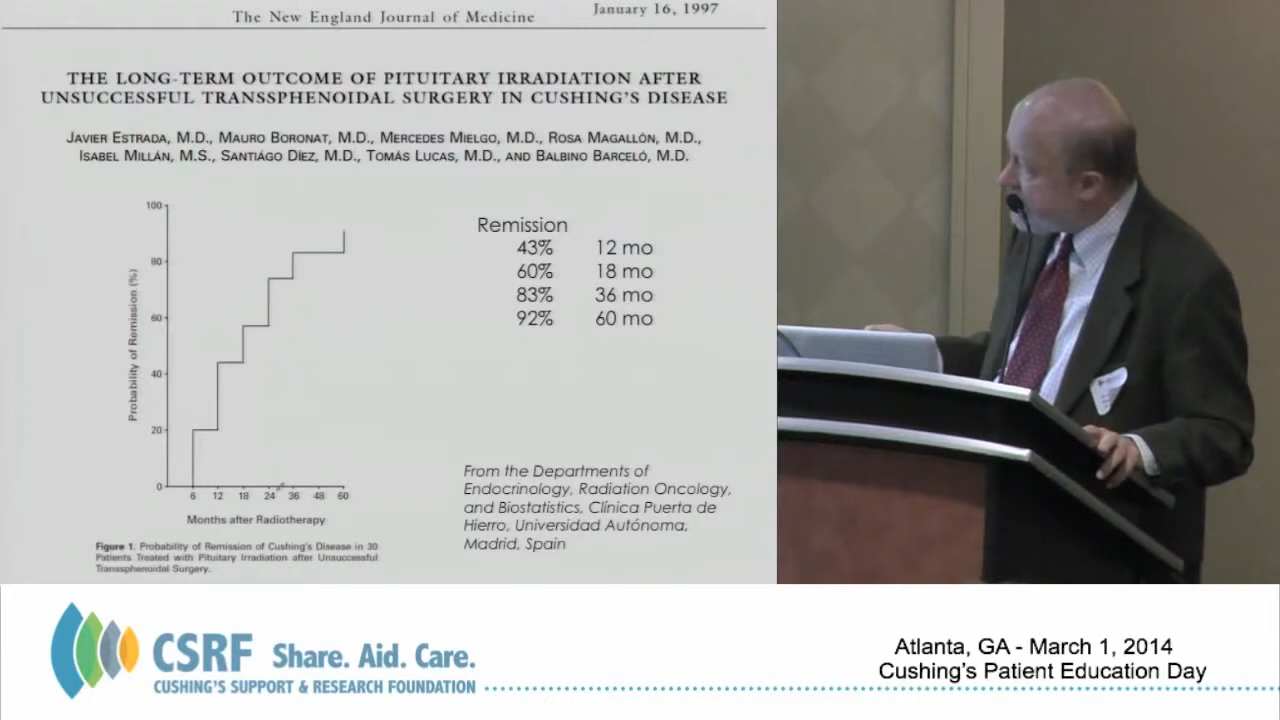 The New England Journal of Medicine
January 16, 1997
THE LONG-TERM OUTCOME OF PITUITARY IRRADIATION AFTER
UNSUCCESSFUL TRANSSPHENOIDAL SURGERY IN CUSHING'S DISEASE
JAVIER ESTRADA, M.D., MAURO BORONAT, M.D., MERCEDES MIELGO, M.D., ROSA MAGALLÓN, M.D.,
ISABEL MILLÁN, M.S., SANTIÁGO DÍEZ, M.D., TOMÁS LUCAS, M.D., AND BALBINO BARCELÓ, M.D.
Probability of Remission (%)
100
80
60
40
20
0
6 12 18 24 36 48 60
Months after Radiotherapy
Figure 1. Probability of Remission of Cushing's Disease in 30
Patients Treated with Pituitary Irradiation after Unsuccessful
Transsphenoidal Surgery.
Remission
43% 12 mo
60% 18 mo
83% 36 mo
92% 60 mo
From the Departments of
Endocrinology, Radiation Oncology,
and Biostatistics, Clínica Puerta de
Hierro, Universidad Autónoma,
Madrid, Spain
CSRF Share. Aid. Care.
CUSHING'S SUPPORT & RESEARCH FOUNDATION
Atlanta, GA - March 1, 2014
Cushing's Patient Education Day